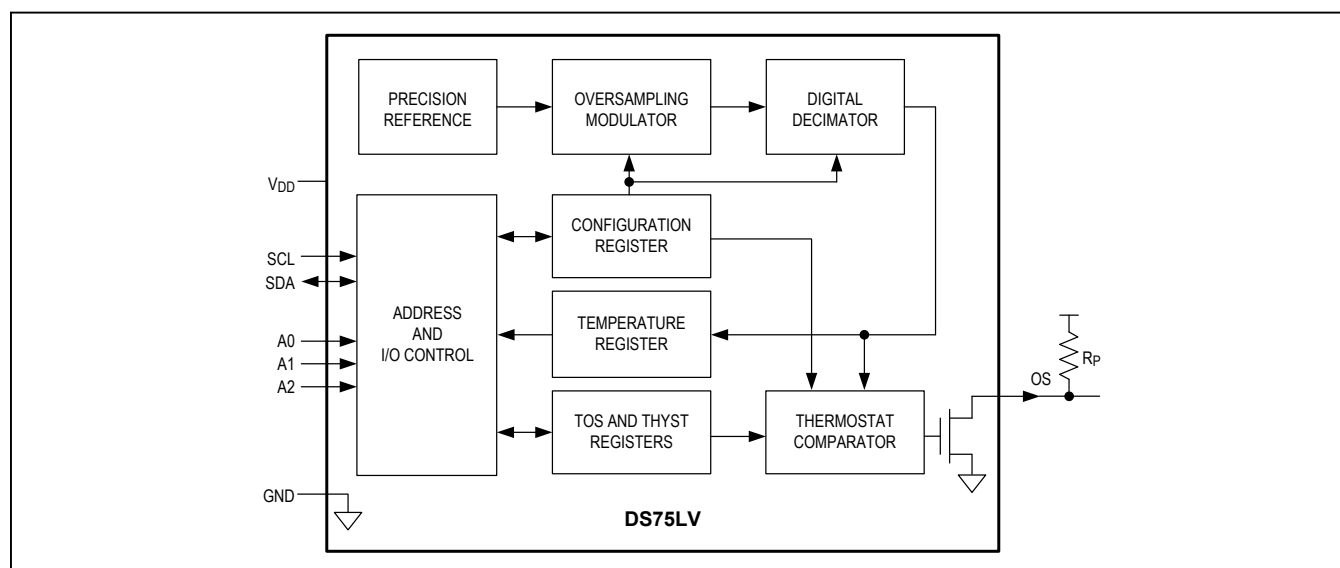 PRECISION
REFERENCE
OVERSAMPLING
MODULATOR
DIGITAL
DECIMATOR
VDD
SCL
SDA
A0
A1
A2
GND
ADDRESS
AND
I/O CONTROL
CONFIGURATION
REGISTER
TEMPERATURE
REGISTER
TOS AND THYST
REGISTERS
THERMOSTAT
COMPARATOR
OS
RP
DS75LV